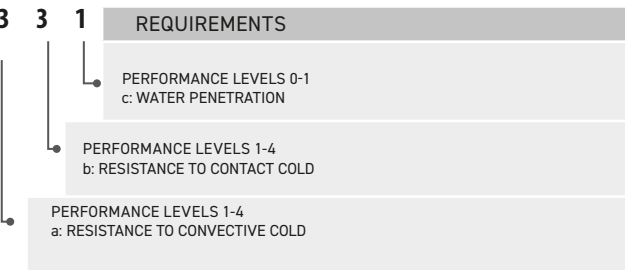 3 3 1 REQUIREMENTS
PERFORMANCE LEVELS 0-1
c: WATER PENETRATION
PERFORMANCE LEVELS 1-4
b: RESISTANCE TO CONTACT COLD
PERFORMANCE LEVELS 1-4
a: RESISTANCE TO CONVECTIVE COLD